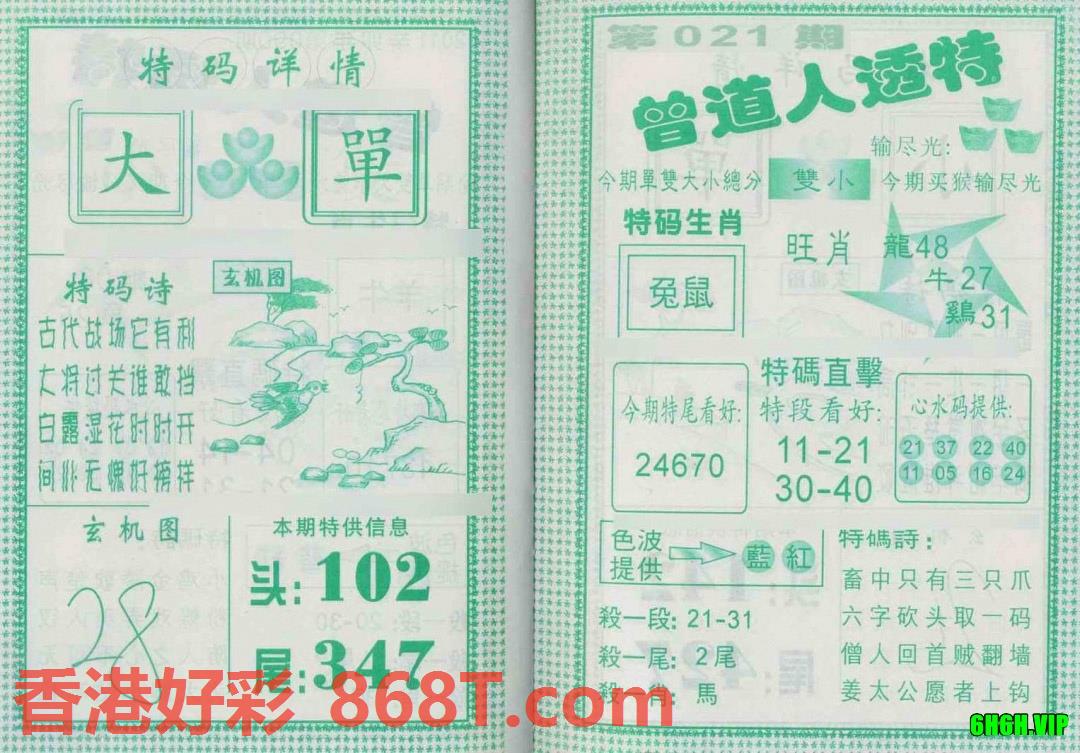 特码详情
大 單
特码诗
古代战场它有利
大将过关谁敢挡
白露湿花时时开
问卦无愧好榜样
玄机图
玄机图
28
本期特供信息
头:102
尾:347
第021期
曾道人透特
输尽光:
今期單雙大小總分 雙小 今期买猴输尽光
特码生肖
兔鼠
旺肖 龍48
牛27
鷄31
今期特尾看好:
24670
特碼直擊
特段看好:
11-21
30-40
心水码提供:
21 37 22 40
11 05 16 24
色波
提供
藍 紅
殺一段: 21-31
殺一尾: 2尾
殺一肖: 馬
特碼詩:
畜中只有三只爪
六字砍头取一码
僧人回首贼翻墙
姜太公愿者上钩
香港好彩 868T.com
6HGH.VIP